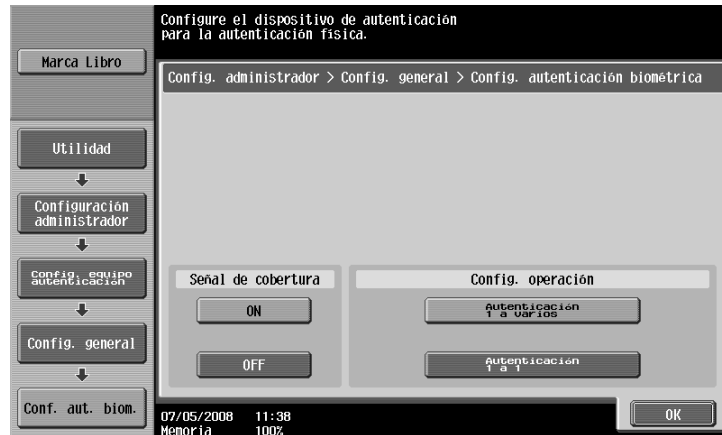 Configure el dispositivo de autenticación
para la autenticación física.
Marca Libro
Config. administrador > Config. general > Config. autenticación biométrica
Utilidad
Configuración
administrador
Config. equipo
autenticación
Config. general
Conf. aut. biom.
Señal de cobertura
ON
OFF
Config. operación
Autenticación
1 a varios
Autenticación
1 a 1
07/05/2008 11:38
Memoria 100%
OK